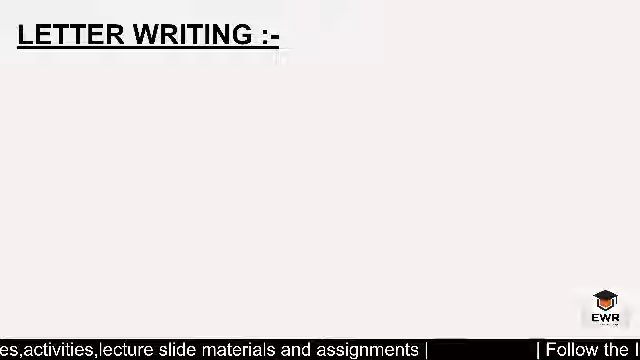 LETTER WRITING :-
EWR
es,activities,lecture slide materials and assignments | | Follow the